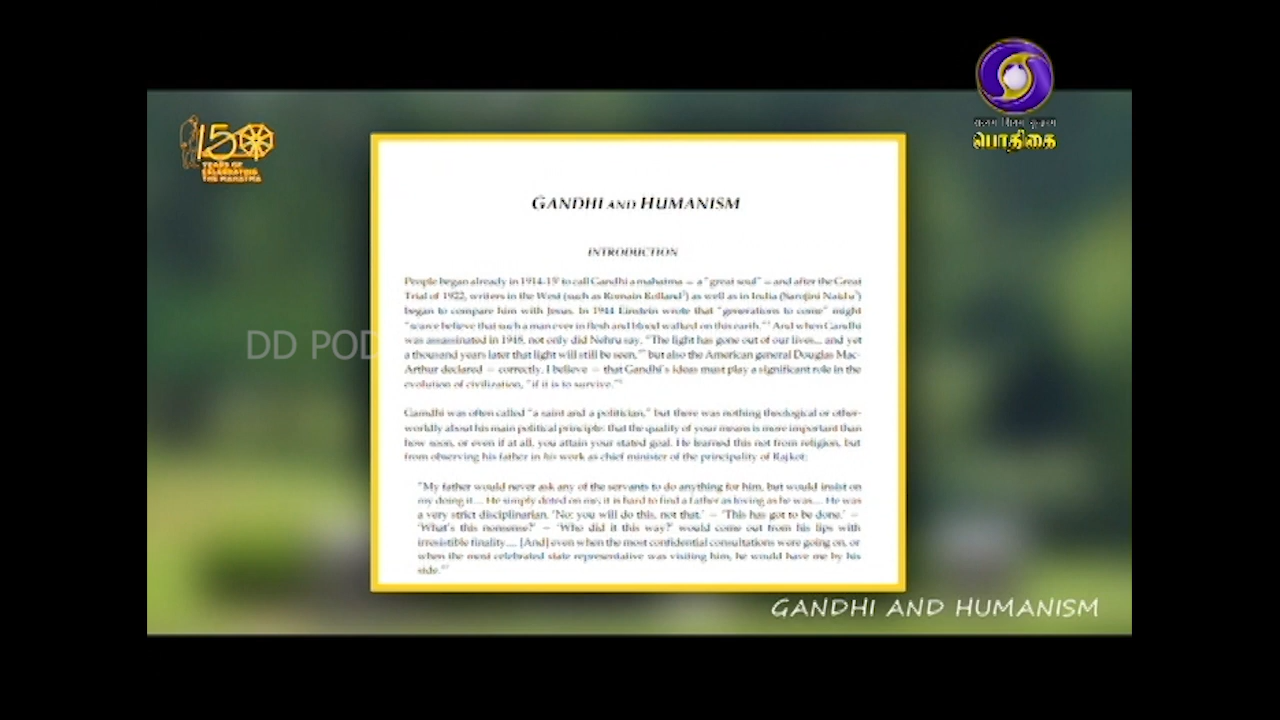 150
YEARS OF
CELEBRATING
THE MAHATMA
பொதிகை
DD POD
GANDHI AND HUMANISM
INTRODUCTION
People began already in 1914-15 to call Gandhi a mahatma – a "great soul" – and after the Great
Trial of 1922, writers in the West (such as Romain Rolland) as well as in India (Sarojini Naidu)
began to compare him with Jesus. In 1944 Einstein wrote that "generations to come" might
"scarce believe that such a man ever in flesh and blood walked on this earth." And when Gandhi
was assassinated in 1948, not only did Nehru say, "The light has gone out of our lives... and yet
a thousand years later that light will still be seen," but also the American general Douglas Mac-
Arthur declared – correctly, I believe – that Gandhi's ideas must play a significant role in the
evolution of civilization, "if it is to survive."
Gandhi was often called "a saint and a politician," but there was nothing theological or other-
worldly about his main political principle: that the quality of your means is more important than
how soon, or even if at all, you attain your stated goal. He learned this not from religion, but
from observing his father in his work as chief minister of the principality of Rajkot:
"My father would never ask any of the servants to do anything for him, but would insist on
my doing it.... He simply doted on me; it is hard to find a father as loving as he was.... He was
a very strict disciplinarian. 'No; you will do this, not that.' – 'This has got to be done.' –
'What's this nonsense?' – 'Who did it this way?' would come out from his lips with
irresistible finality.... [And] even when the most confidential consultations were going on, or
when the most celebrated state representative was visiting him, he would have me by his
side."
GANDHI AND HUMANISM